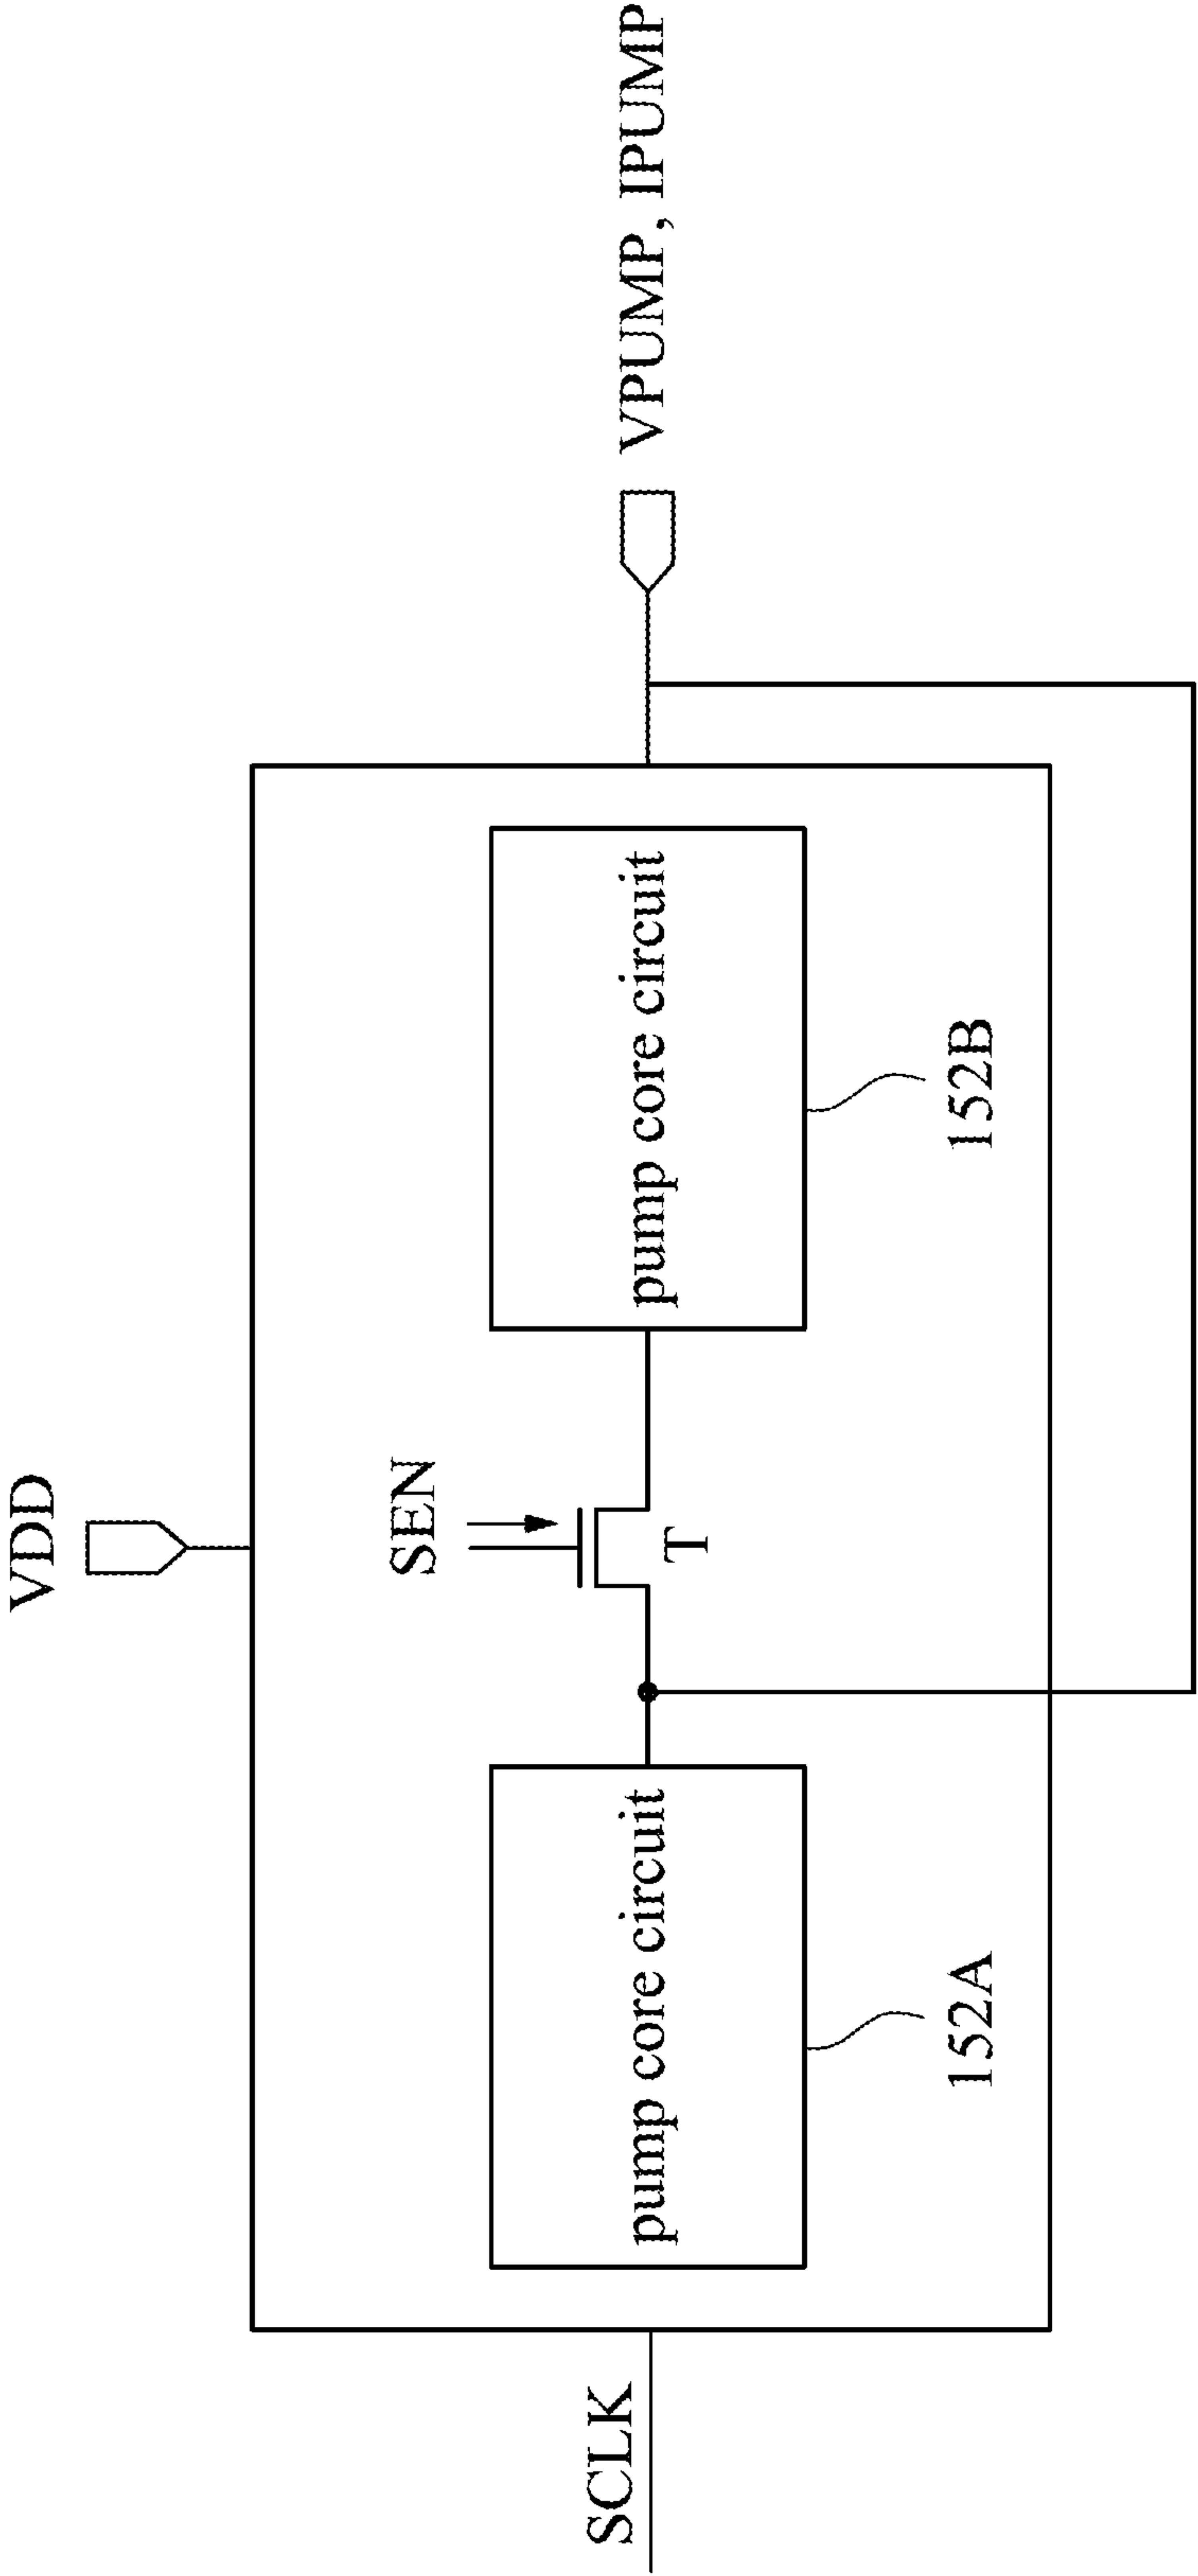 VDD
SEN
T
SCLK
pump core circuit
pump core circuit
VPUMP, IPUMP
152A
152B